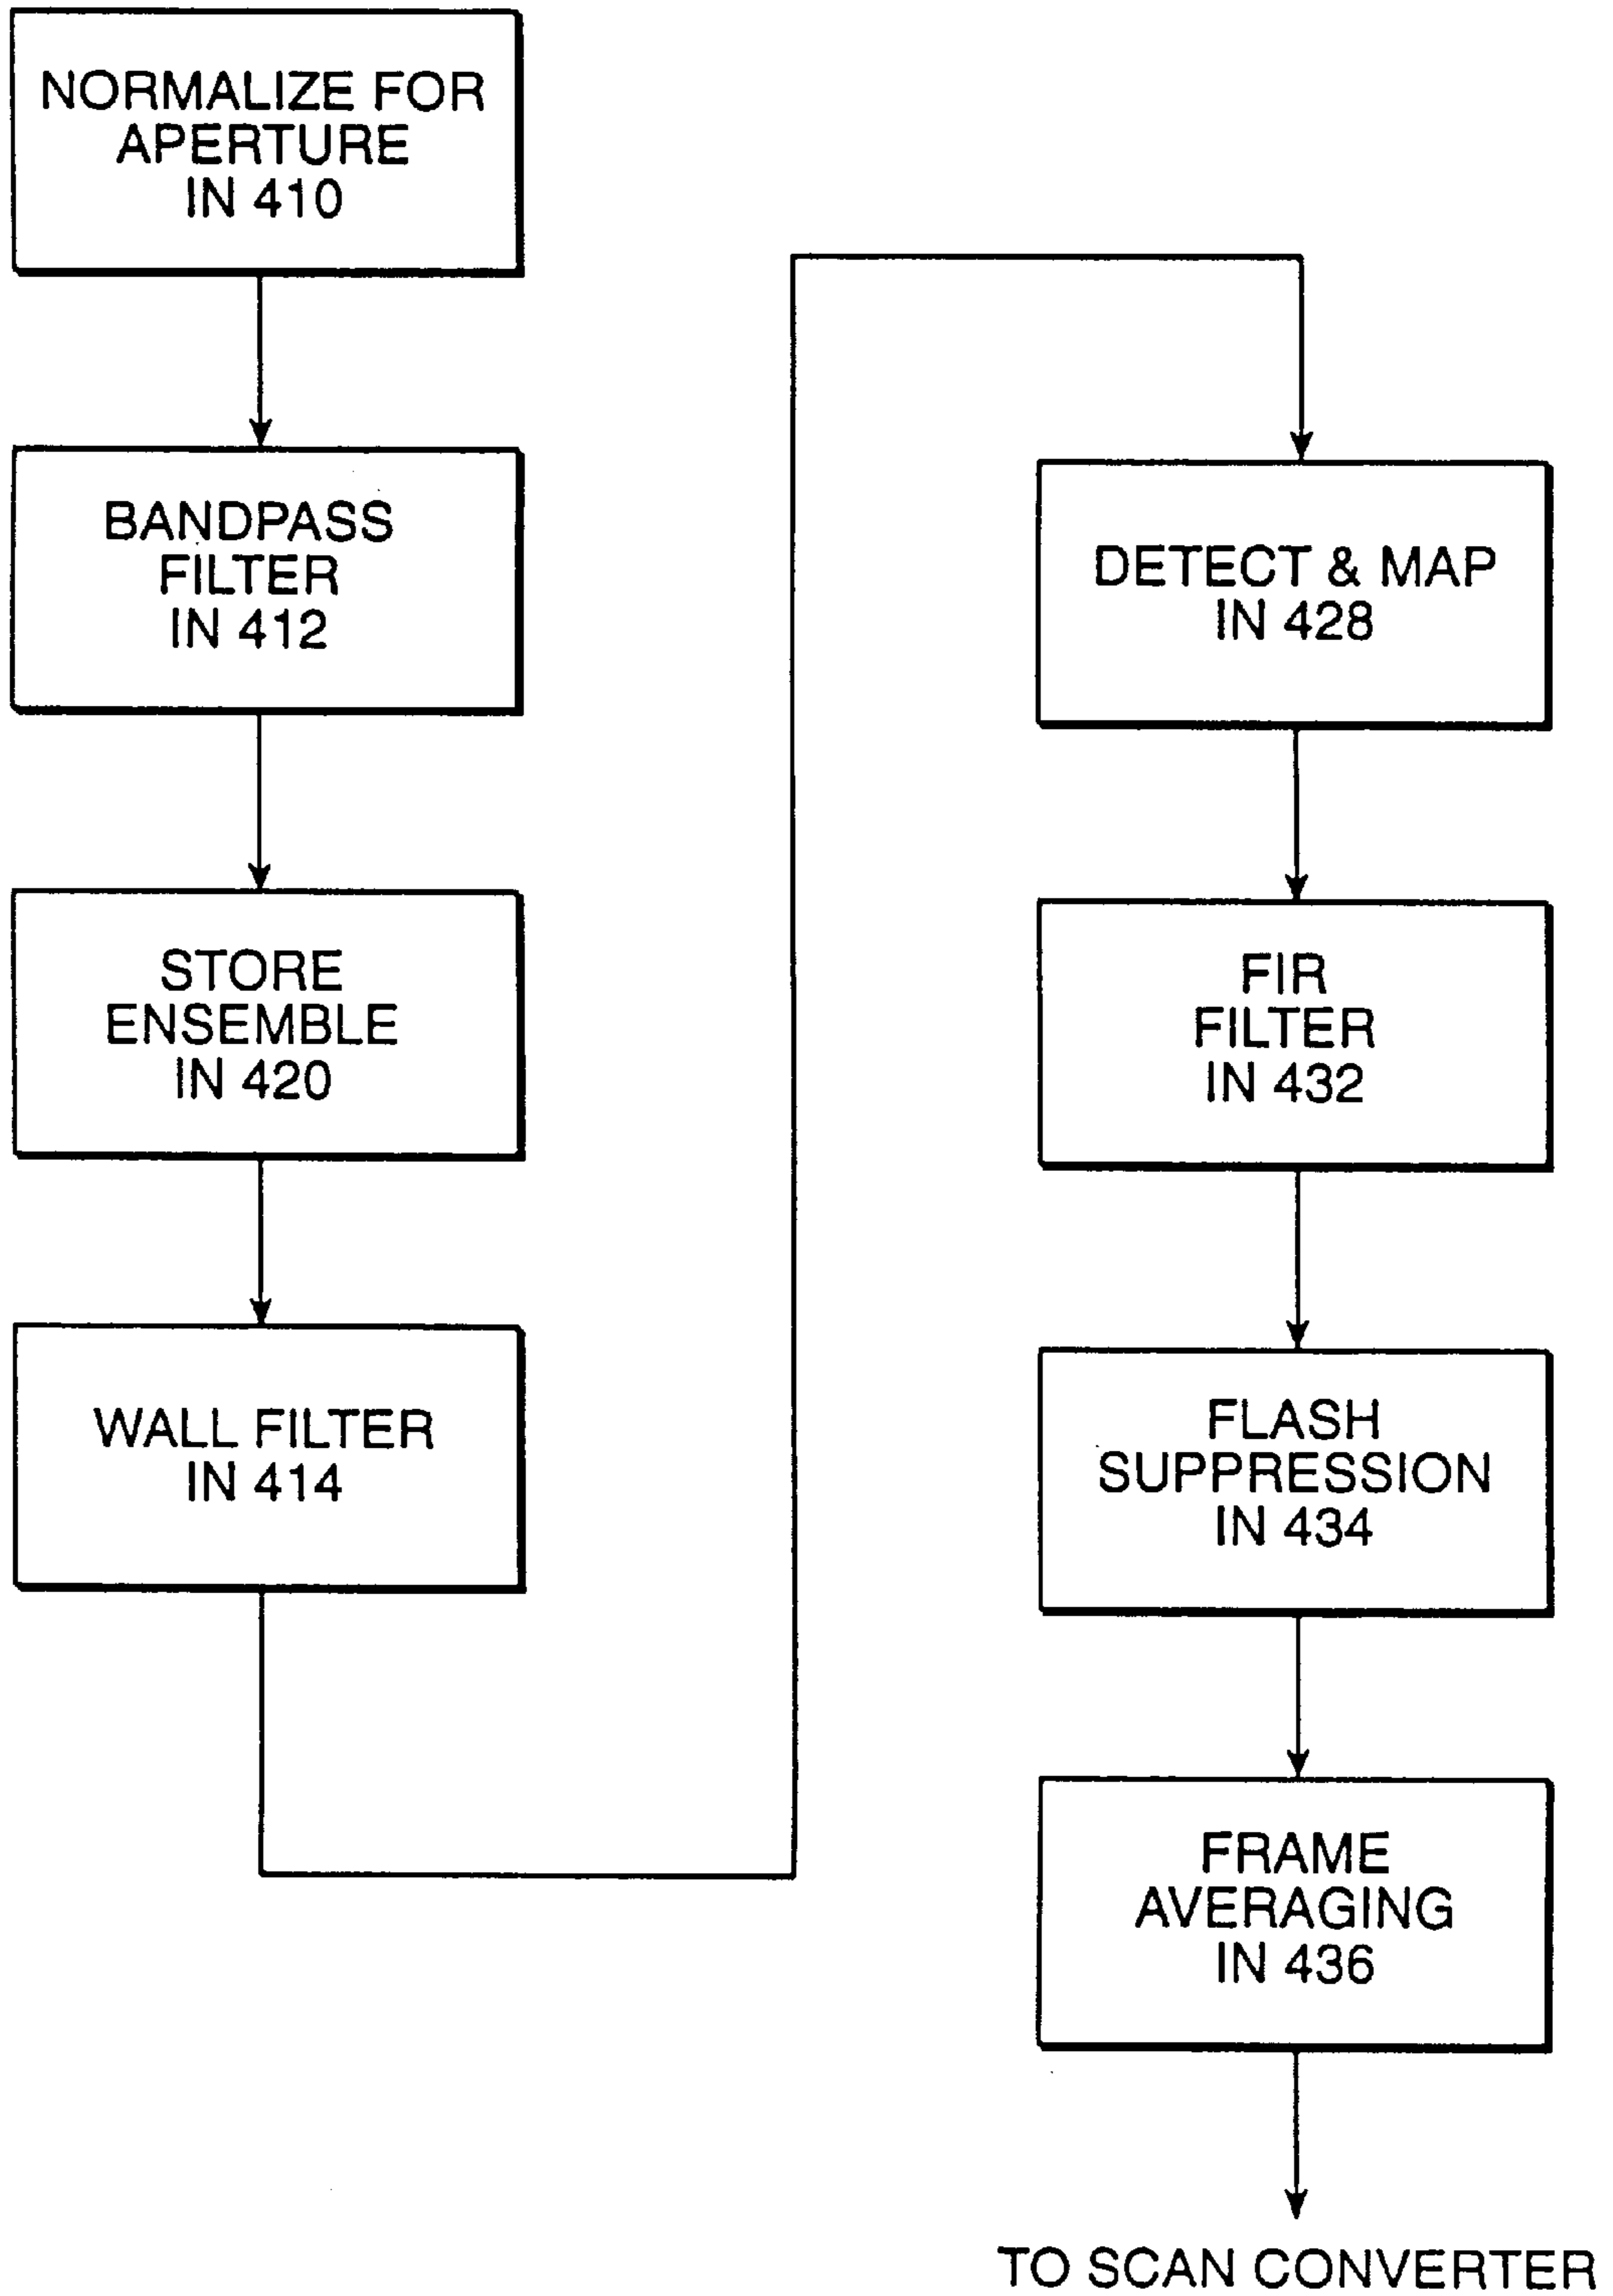 NORMALIZE FOR
APERTURE
IN 410
BANDPASS
FILTER
IN 412
STORE
ENSEMBLE
IN 420
WALL FILTER
IN 414
DETECT & MAP
IN 428
FIR
FILTER
IN 432
FLASH
SUPPRESSION
IN 434
FRAME
AVERAGING
IN 436
TO SCAN CONVERTER